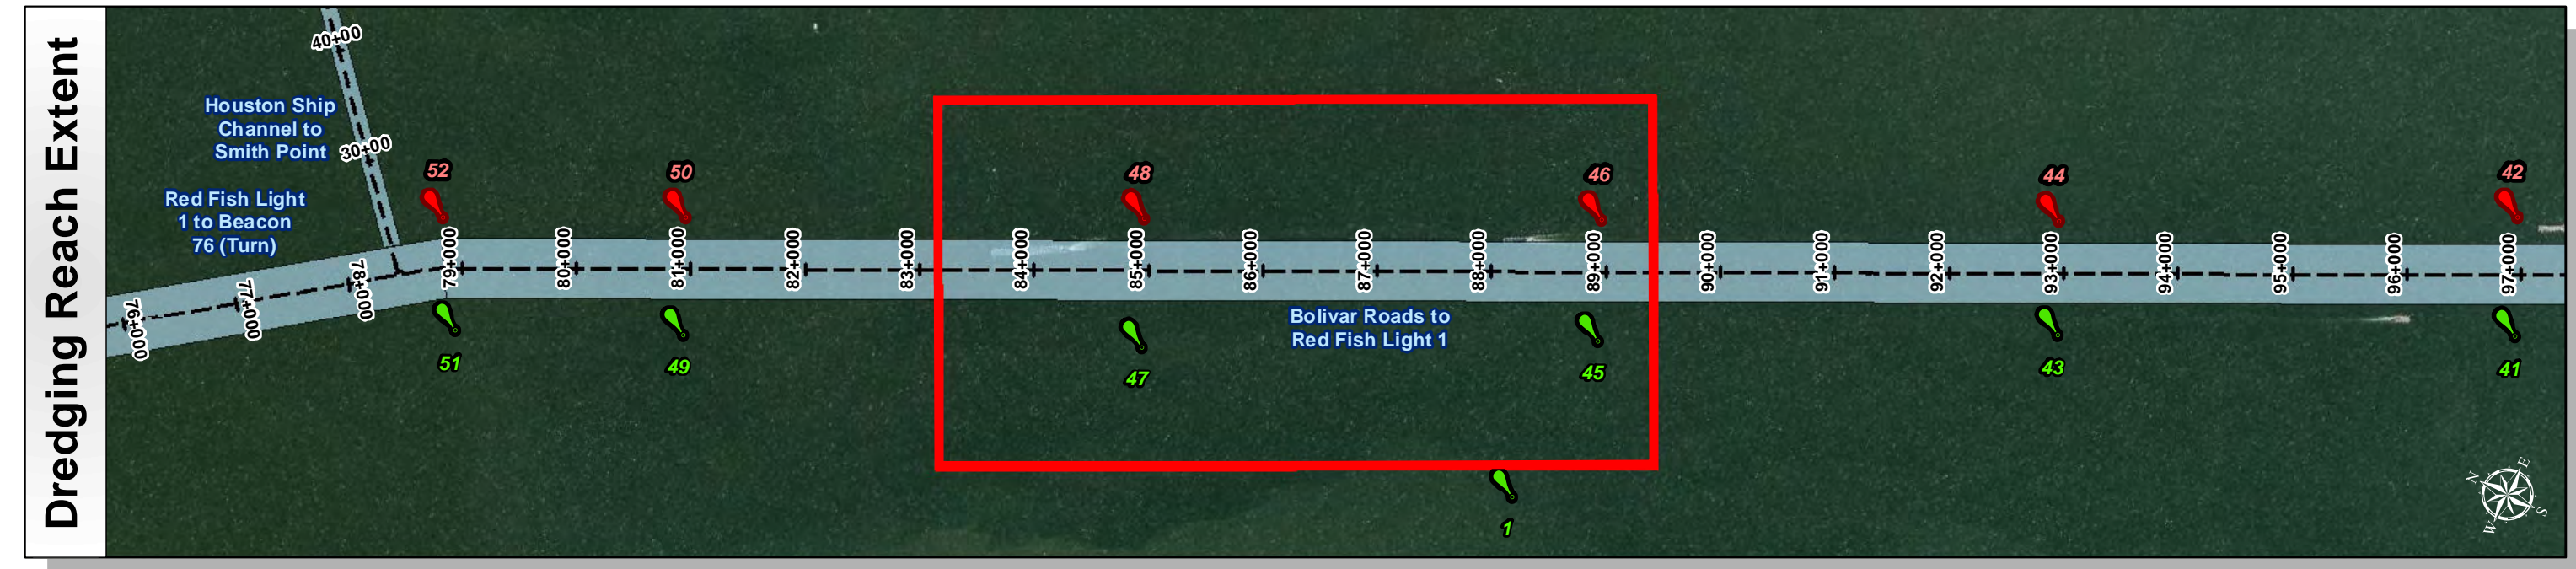 Dredging Reach Extent
40+00
Houston Ship
Channel to
Smith Point
30+00
Red Fish Light
1 to Beacon
76 (Turn)
52
50
48
46
44
42
76+000
77+000
78+000
79+000
80+000
81+000
82+000
83+000
84+000
85+000
86+000
87+000
88+000
89+000
90+000
91+000
92+000
93+000
94+000
95+000
96+000
97+000
Bolivar Roads to
Red Fish Light 1
51
49
47
45
43
41
1
N
E
S
W